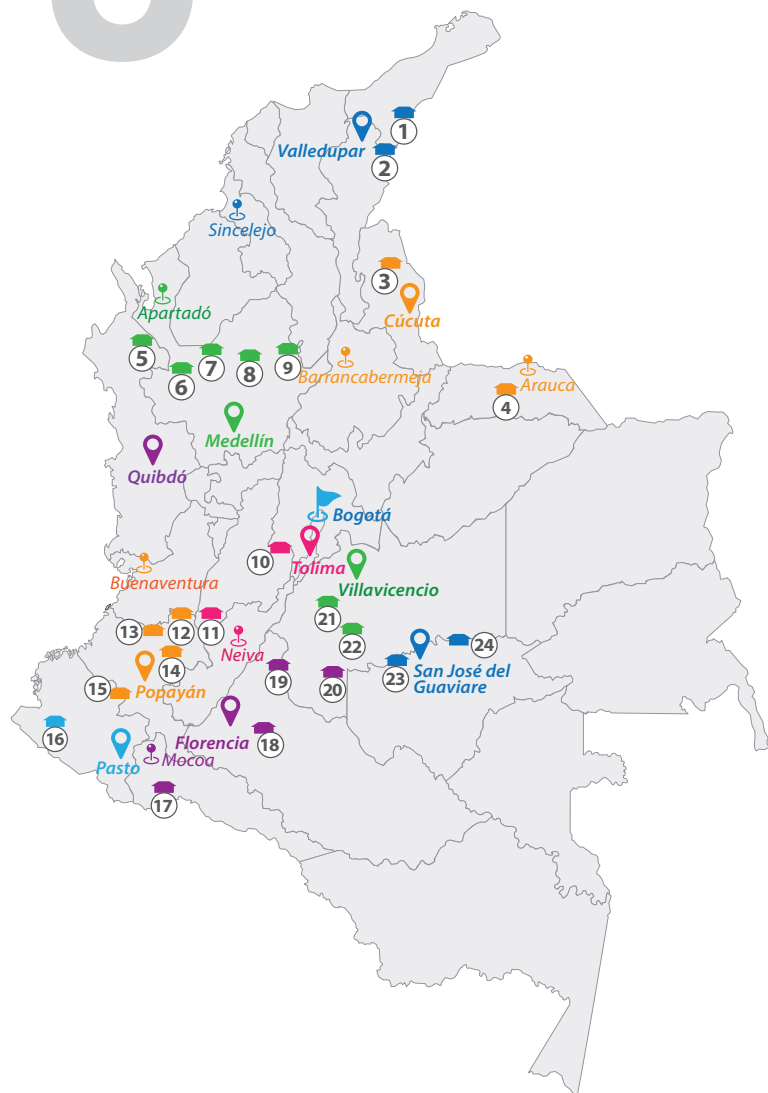 1
Valledupar
2
Sincelejo
3
Apartadó
Cúcuta
5
6
7
8
9
Barrancabermeja
Arauca
4
Medellín
Quibdó
Bogotá
10
Tolima
Villavicencio
Buenaventura
21
13
12
11
22
Neiva
24
14
19
20
23
San José del
Guaviare
15
Popayán
16
Florencia
18
Pasto
Mocoa
17